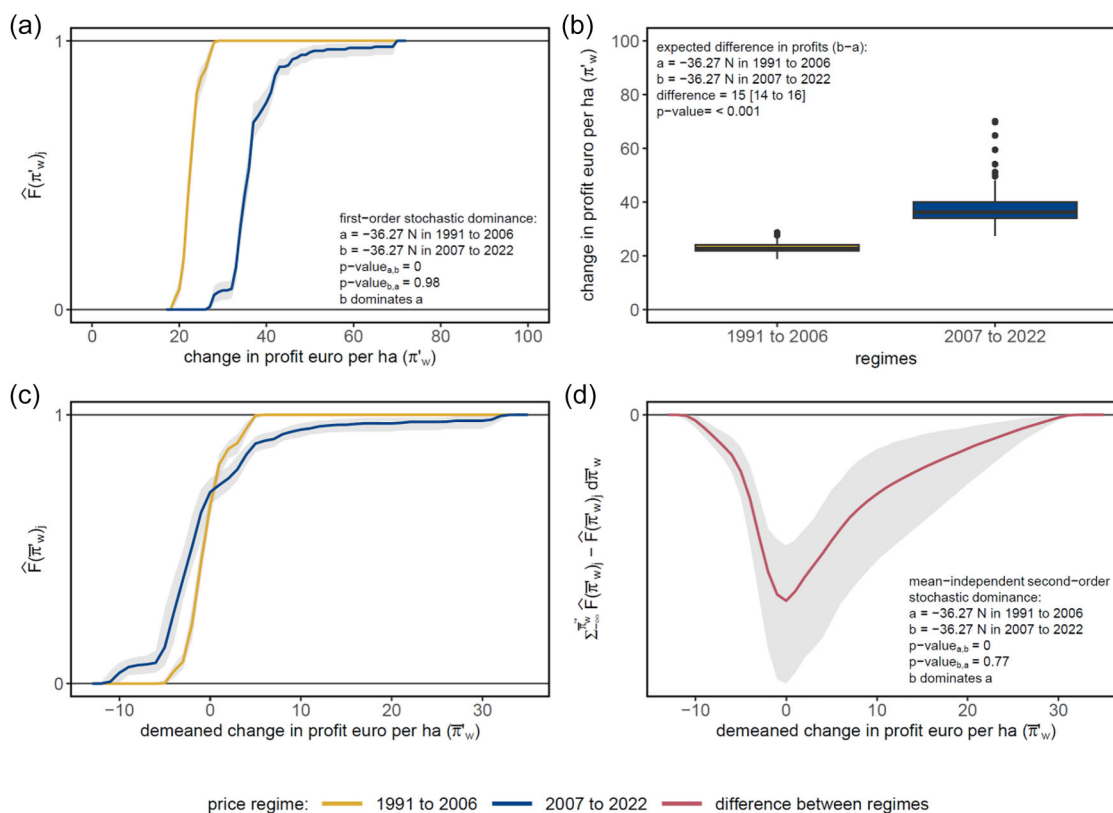 (a)
1
0
F̂(π'w)j
0 20 40 60 80 100
change in profit euro per ha (π'w)
first−order stochastic dominance:
a = −36.27 N in 1991 to 2006
b = −36.27 N in 2007 to 2022
p−valuea,b = 0
p−valueb,a = 0.98
b dominates a
(b)
100
80
60
40
20
0
change in profit euro per ha (π'w)
expected difference in profits (b−a):
a = −36.27 N in 1991 to 2006
b = −36.27 N in 2007 to 2022
difference = 15 [14 to 16]
p−value= < 0.001
1991 to 2006 2007 to 2022
regimes
(c)
1
0
F̂(π̅'w)j
−10 0 10 20 30
demeaned change in profit euro per ha (π̅'w)
(d)
0
−10 0 10 20 30
demeaned change in profit euro per ha (π̅'w)
mean−independent second−order
stochastic dominance:
a = −36.27 N in 1991 to 2006
b = −36.27 N in 2007 to 2022
p−valuea,b = 0
p−valueb,a = 0.77
b dominates a
price regime: 1991 to 2006 2007 to 2022 difference between regimes